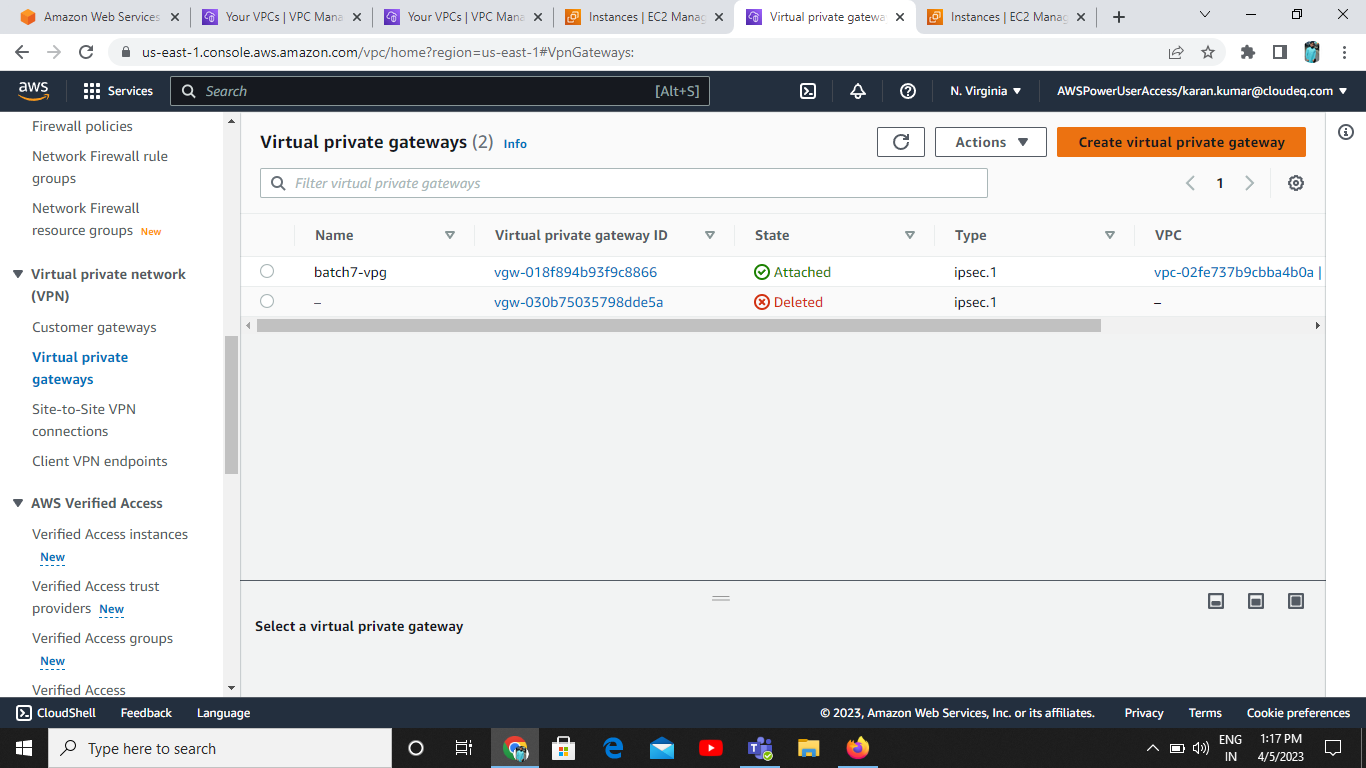 Amazon Web Services
Your VPCs | VPC Mana
Your VPCs | VPC Mana
Instances | EC2 Manag
Virtual private gatewa
Instances | EC2 Manag
us-east-1.console.aws.amazon.com/vpc/home?region=us-east-1#VpnGateways:
aws
Services
Search
[Alt+S]
N. Virginia
AWSPowerUserAccess/karan.kumar@cloudeq.com
Firewall policies
Network Firewall rule
groups
Network Firewall
resource groups New
Virtual private network
(VPN)
Customer gateways
Virtual private
gateways
Site-to-Site VPN
connections
Client VPN endpoints
AWS Verified Access
Verified Access instances
New
Verified Access trust
providers New
Verified Access groups
New
Verified Access
Virtual private gateways (2) Info
Actions
Create virtual private gateway
Filter virtual private gateways
1
Name Virtual private gateway ID State Type VPC
batch7-vpg vgw-018f894b93f9c8866 Attached ipsec.1 vpc-02fe737b9cbba4b0a |
– vgw-030b75035798dde5a Deleted ipsec.1 –
Select a virtual private gateway
CloudShell Feedback Language
© 2023, Amazon Web Services, Inc. or its affiliates. Privacy Terms Cookie preferences
Type here to search
ENG
IN
1:17 PM
4/5/2023